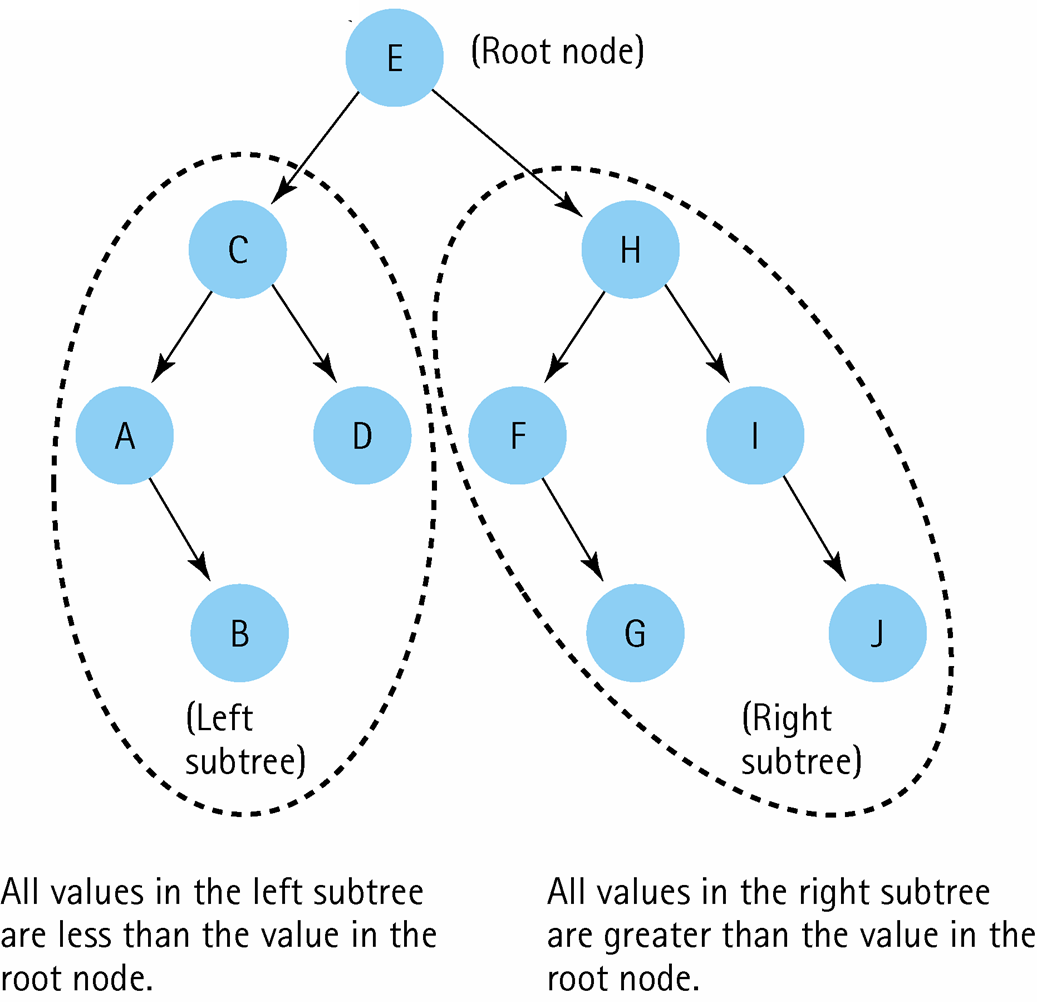 E
(Root node)
C
H
A
D
F
I
B
G
J
(Left
subtree)
(Right
subtree)
All values in the left subtree
are less than the value in the
root node.
All values in the right subtree
are greater than the value in the
root node.